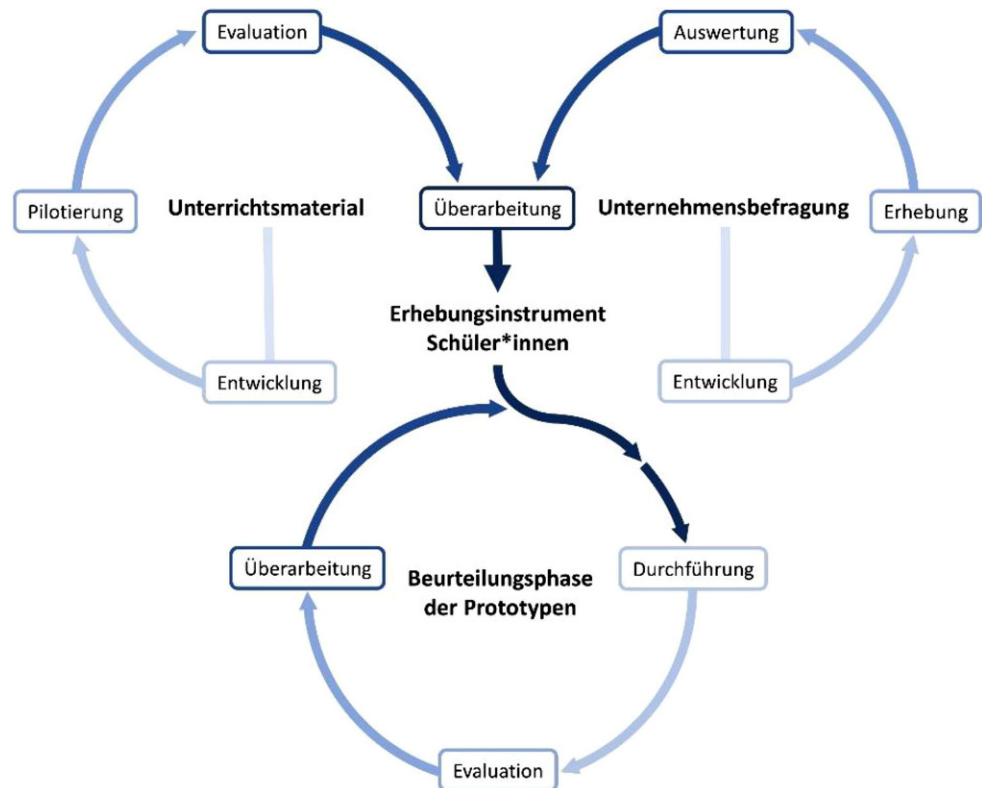 Evaluation
Auswertung
Pilotierung
Unterrichtsmaterial
Überarbeitung
Unternehmensbefragung
Erhebung
Erhebungsinstrument
Schüler*innen
Entwicklung
Entwicklung
Überarbeitung
Beurteilungsphase
der Prototypen
Durchführung
Evaluation